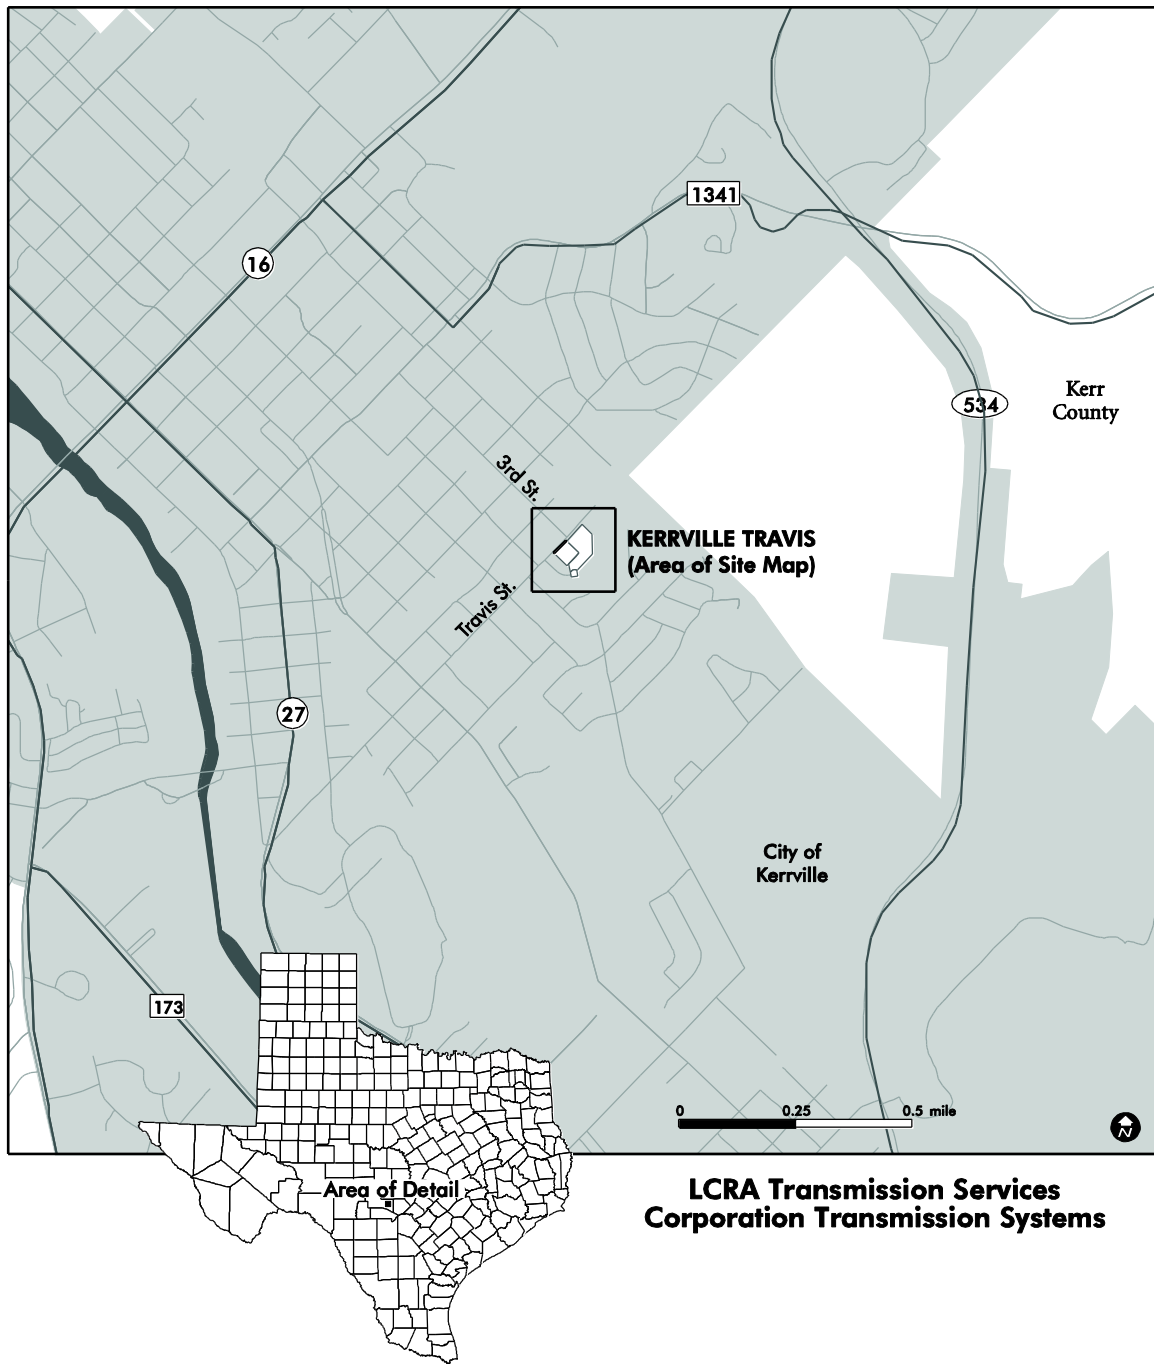 1341
16
Kerr
County
534
3rd St.
KERRVILLE TRAVIS
(Area of Site Map)
Travis St.
27
City of
Kerrville
173
0 0.25 0.5 mile
N
Area of Detail
LCRA Transmission Services
Corporation Transmission Systems